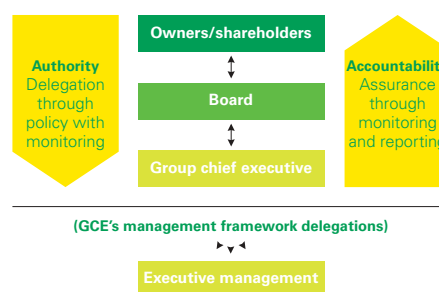 Owners/shareholders
Authority
Delegation
through
policy with
monitoring
Board
Group chief executive
Accountabilit
Assurance
through
monitoring
and reporting
(GCE's management framework delegations)
Executive management